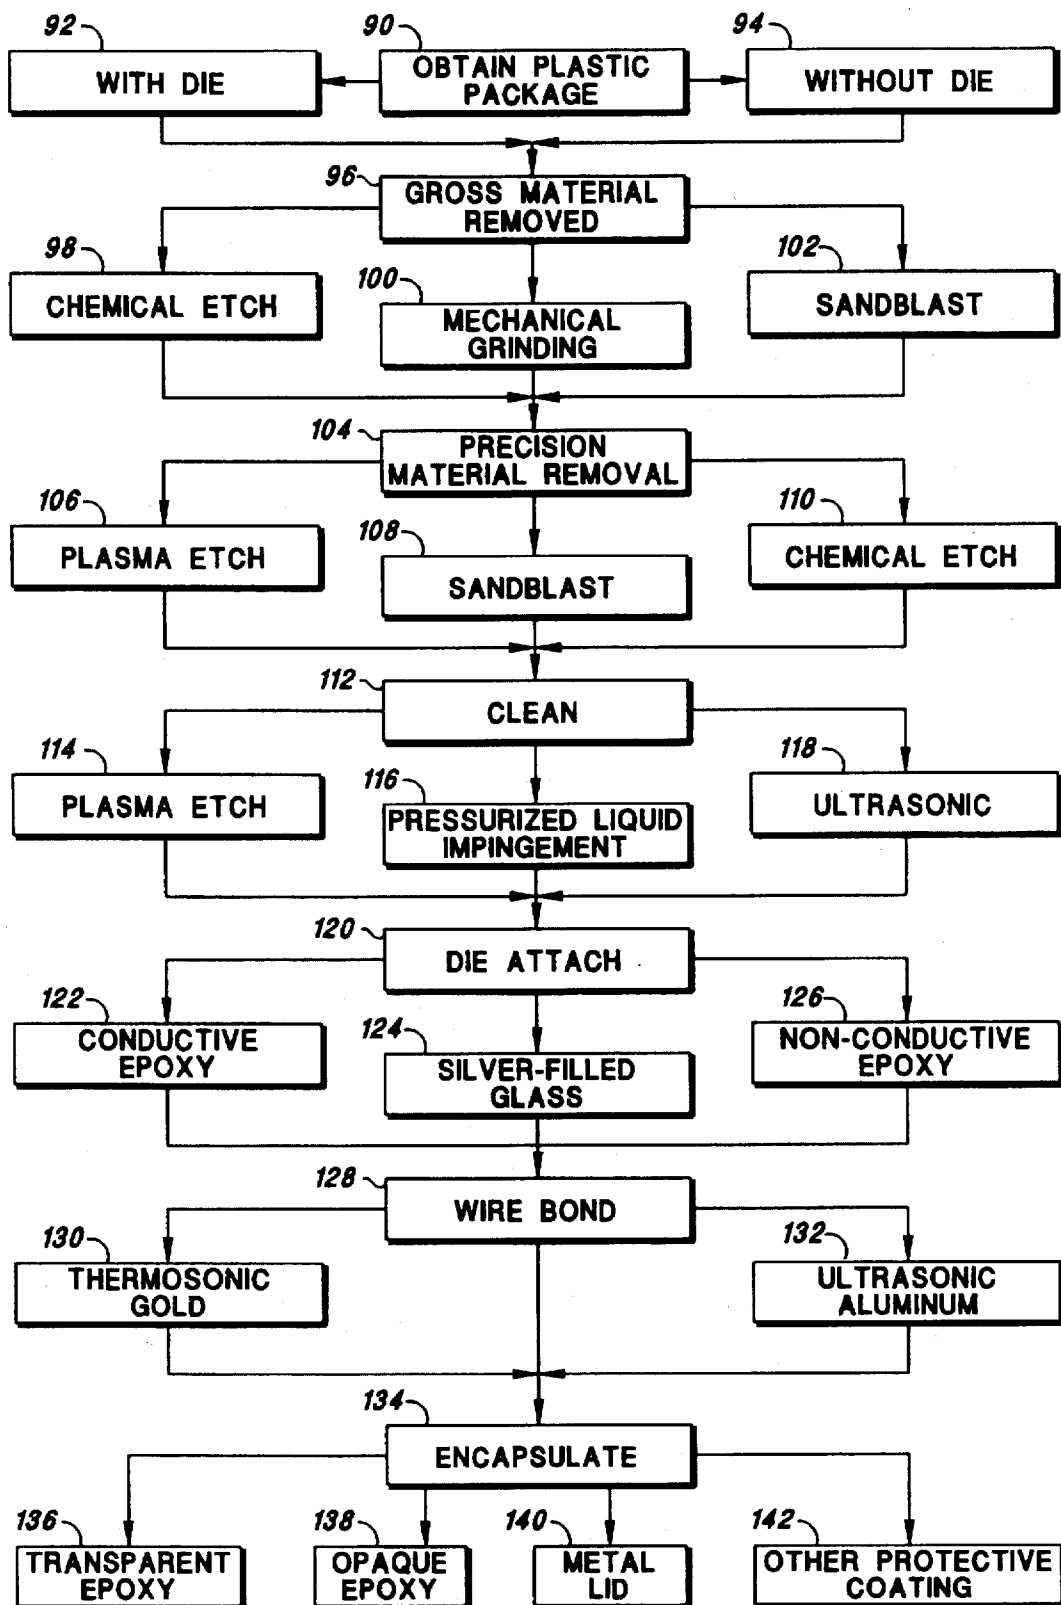 92
90
94
WITH DIE
OBTAIN PLASTIC
PACKAGE
WITHOUT DIE
96
GROSS MATERIAL
REMOVED
98
CHEMICAL ETCH
100
MECHANICAL
GRINDING
102
SANDBLAST
104
PRECISION
MATERIAL REMOVAL
106
PLASMA ETCH
108
SANDBLAST
110
CHEMICAL ETCH
112
CLEAN
114
PLASMA ETCH
116
PRESSURIZED LIQUID
IMPINGEMENT
118
ULTRASONIC
120
DIE ATTACH
122
CONDUCTIVE
EPOXY
124
SILVER-FILLED
GLASS
126
NON-CONDUCTIVE
EPOXY
128
WIRE BOND
130
THERMOSONIC
GOLD
132
ULTRASONIC
ALUMINUM
134
ENCAPSULATE
136
TRANSPARENT
EPOXY
138
OPAQUE
EPOXY
140
METAL
LID
142
OTHER PROTECTIVE
COATING